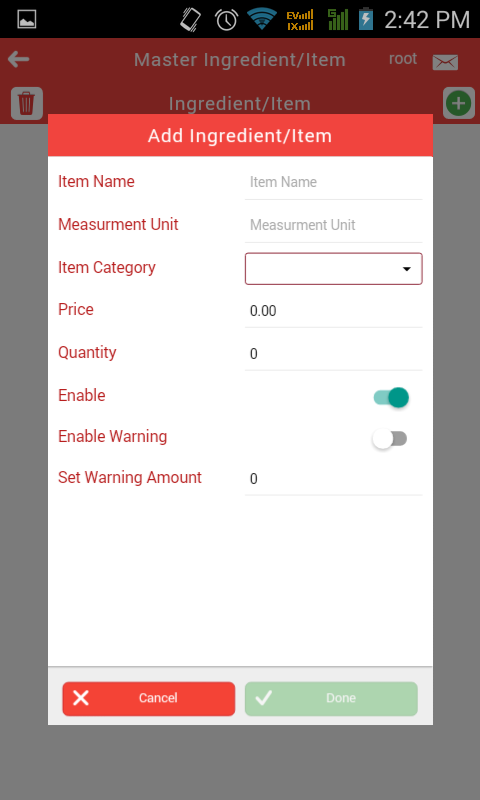 EV
IX
G
2:42 PM
Master Ingredient/Item
root
Ingredient/Item
Add Ingredient/Item
Item Name
Item Name
Measurment Unit
Measurment Unit
Item Category
Price
0.00
Quantity
0
Enable
Enable Warning
Set Warning Amount
0
Cancel
Done